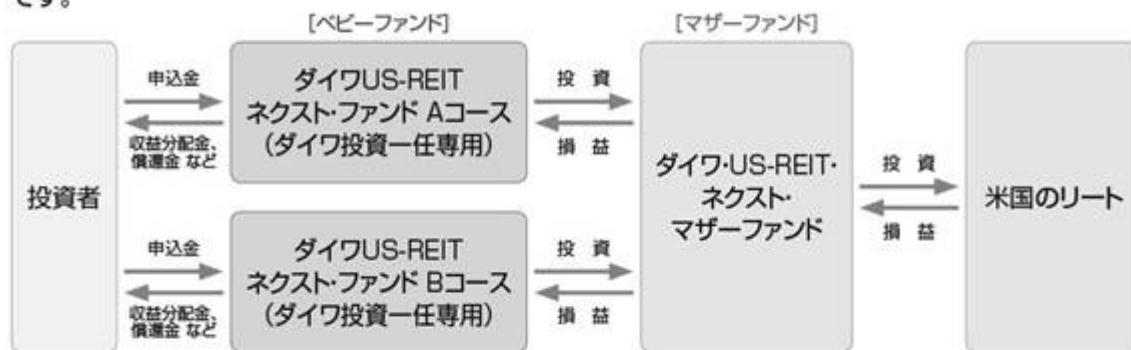 です。
[ベビーファンド]
[マザーファンド]
投資者
申込金
収益分配金、
償還金 など
ダイワUS-REIT
ネクスト・ファンド Aコース
(ダイワ投資一任専用)
投 資
損 益
申込金
収益分配金、
償還金 など
ダイワUS-REIT
ネクスト・ファンド Bコース
(ダイワ投資一任専用)
投 資
損 益
ダイワ・US-REIT・
ネクスト・
マザーファンド
投 資
損 益
米国のリート